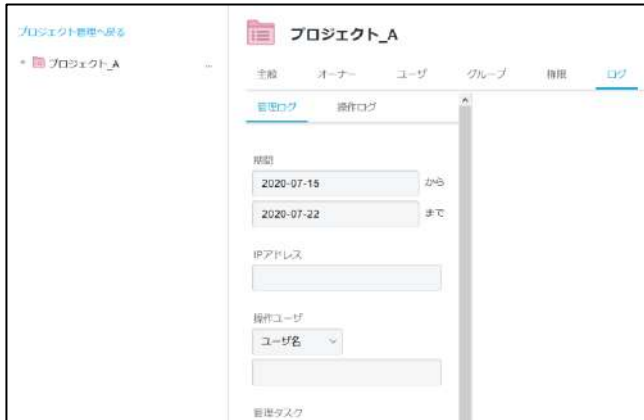 プロジェクト管理へ戻る
プロジェクト_A
...
プロジェクト_A
全般 オーナー ユーザ グループ 権限 ログ
管理ログ 操作ログ
期間
2020-07-15 から
2020-07-22 まで
IPアドレス
操作ユーザ
ユーザ名
管理タスク